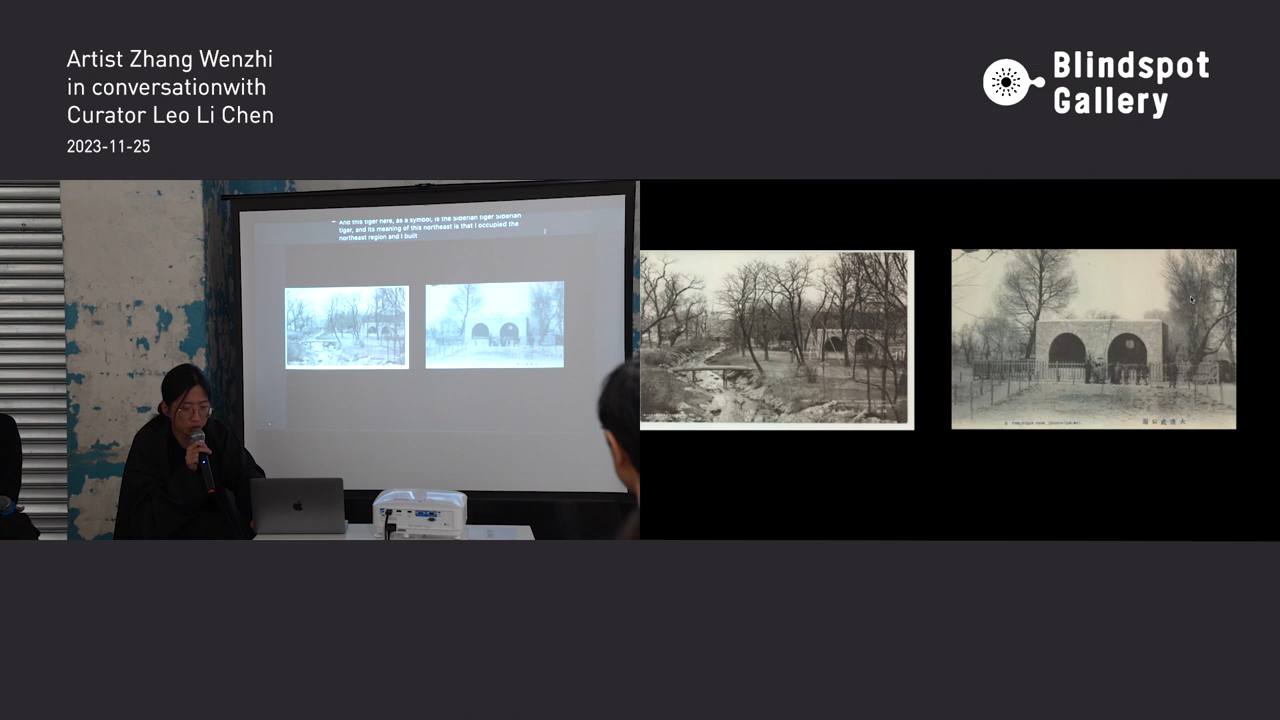 Artist Zhang Wenzhi
in conversationwith
Curator Leo Li Chen
2023-11-25
Blindspot
Gallery
And this tiger here, as a symbol, is the Siberian tiger Siberian
tiger, and its meaning of this northeast is that I occupied the
northeast region and I built